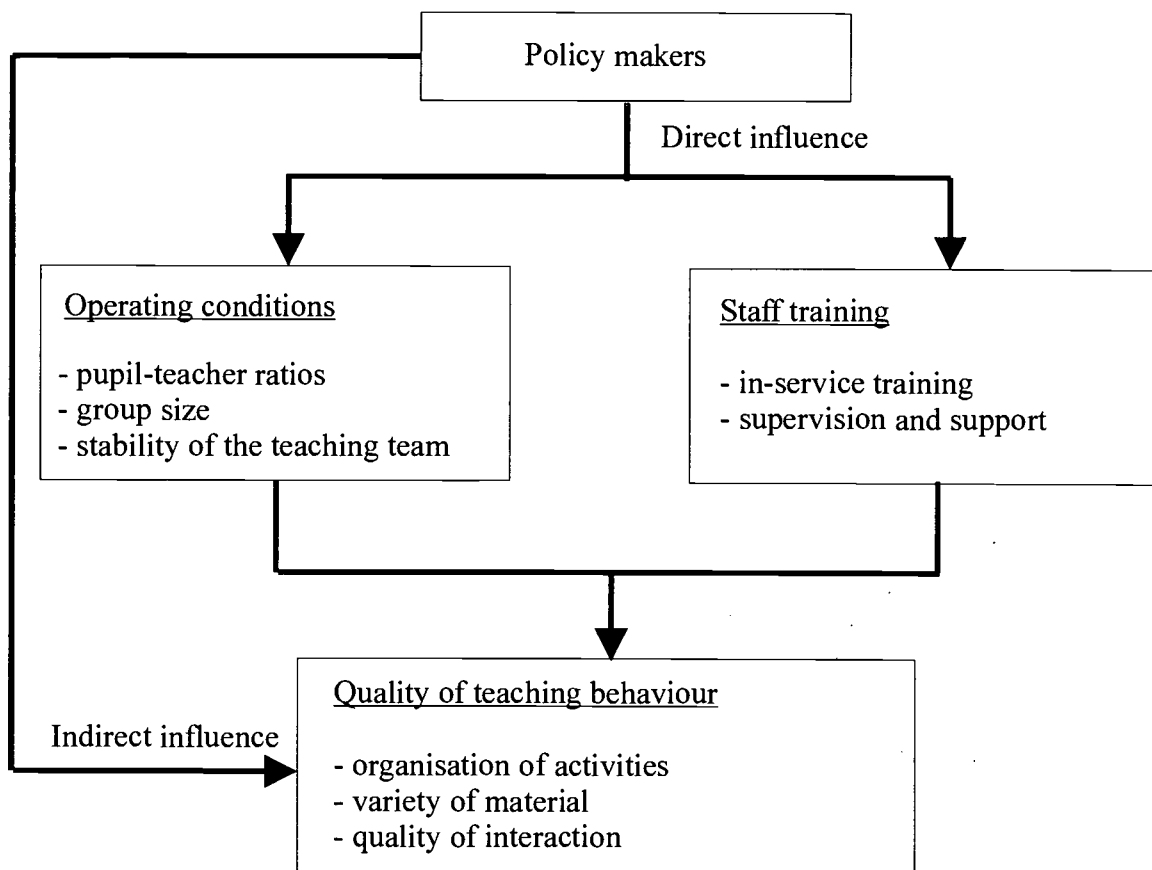 Policy makers
Direct influence
Operating conditions
- pupil-teacher ratios
- group size
- stability of the teaching team
Staff training
- in-service training
- supervision and support
Quality of teaching behaviour
Indirect influence
- organisation of activities
- variety of material
- quality of interaction